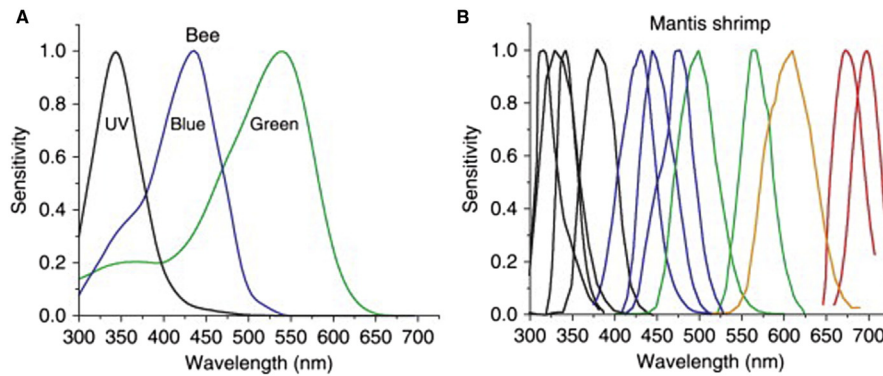 A
Bee
1.0
0.8
0.6
0.4
0.2
0.0
Sensitivity
UV
Blue
Green
300 350 400 450 500 550 600 650 700
Wavelength (nm)
B
Mantis shrimp
1.0
0.8
0.6
0.4
0.2
0.0
Sensitivity
300 350 400 450 500 550 600 650 700
Wavelength (nm)